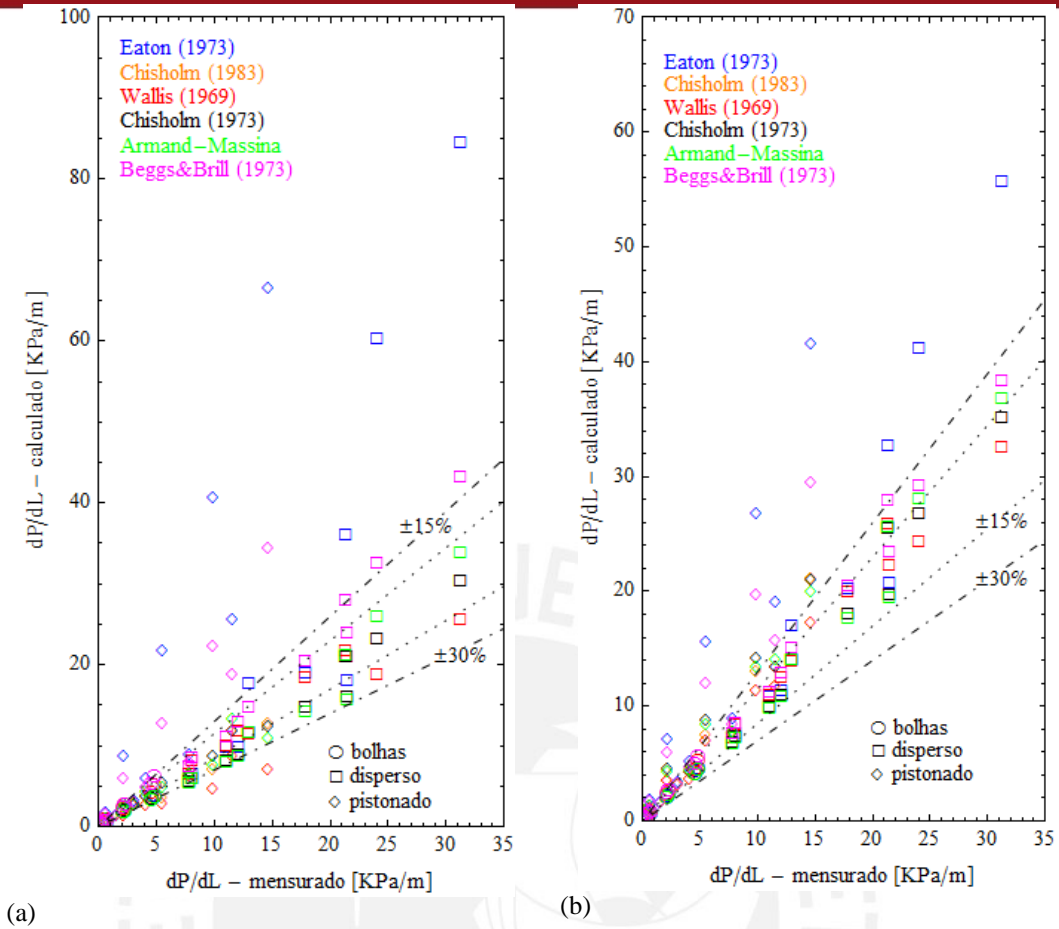 100
80
60
40
20
0
0 5 10 15 20 25 30 35
dP/dL – calculado [KPa/m]
dP/dL – mensurado [KPa/m]
Eaton (1973)
Chisholm (1983)
Wallis (1969)
Chisholm (1973)
Armand–Massina
Beggs&Brill (1973)
±15%
±30%
bolhas
disperso
pistonado
(a)
70
60
50
40
30
20
10
0
0 5 10 15 20 25 30 35
dP/dL – calculado [KPa/m]
dP/dL – mensurado [KPa/m]
Eaton (1973)
Chisholm (1983)
Wallis (1969)
Chisholm (1973)
Armand–Massina
Beggs&Brill (1973)
±15%
±30%
bolhas
disperso
pistonado
(b)